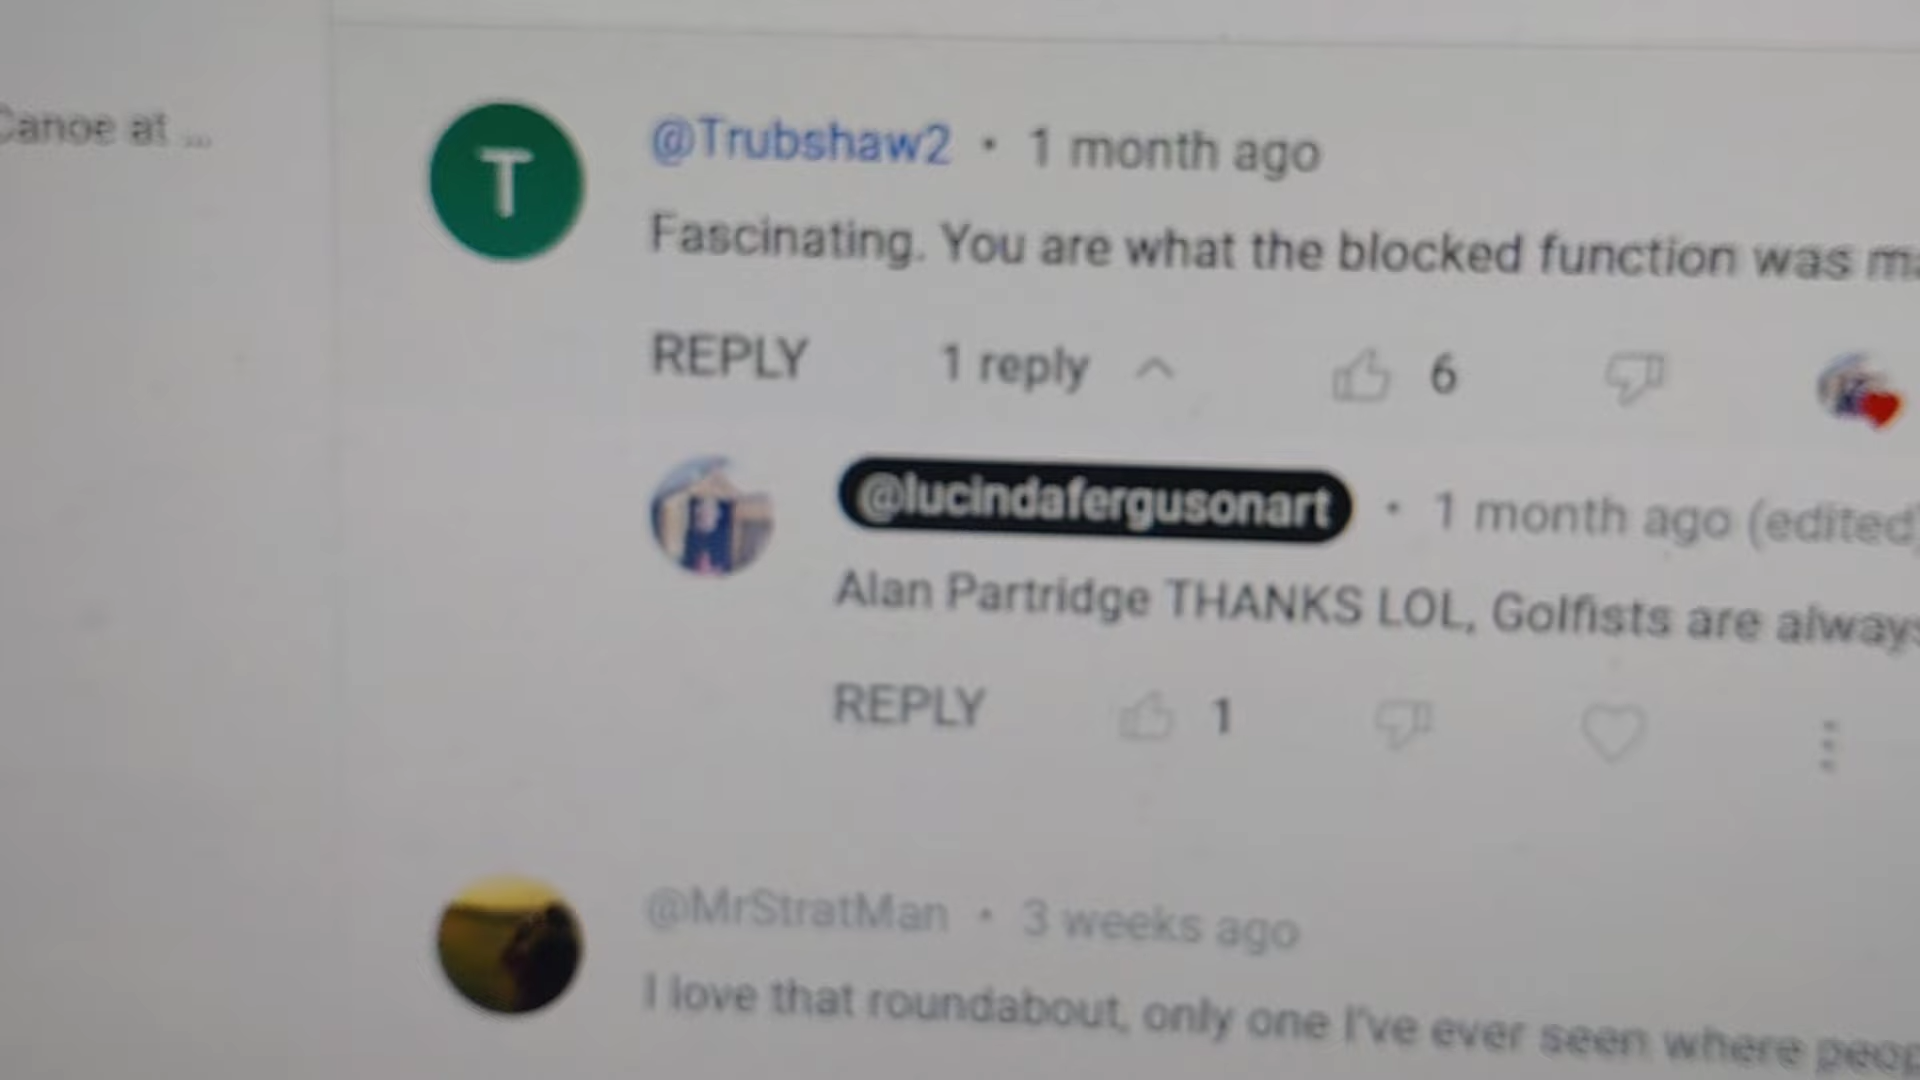 Canoe at ...
T
@Trubshaw2 • 1 month ago
Fascinating. You are what the blocked function was
REPLY 1 reply 6
@lucindafergusonart • 1 month ago (edited)
Alan Partridge THANKS LOL, Golfists are always
REPLY 1
@MrStratMan • 3 weeks ago
I love that roundabout, only one I've ever seen where